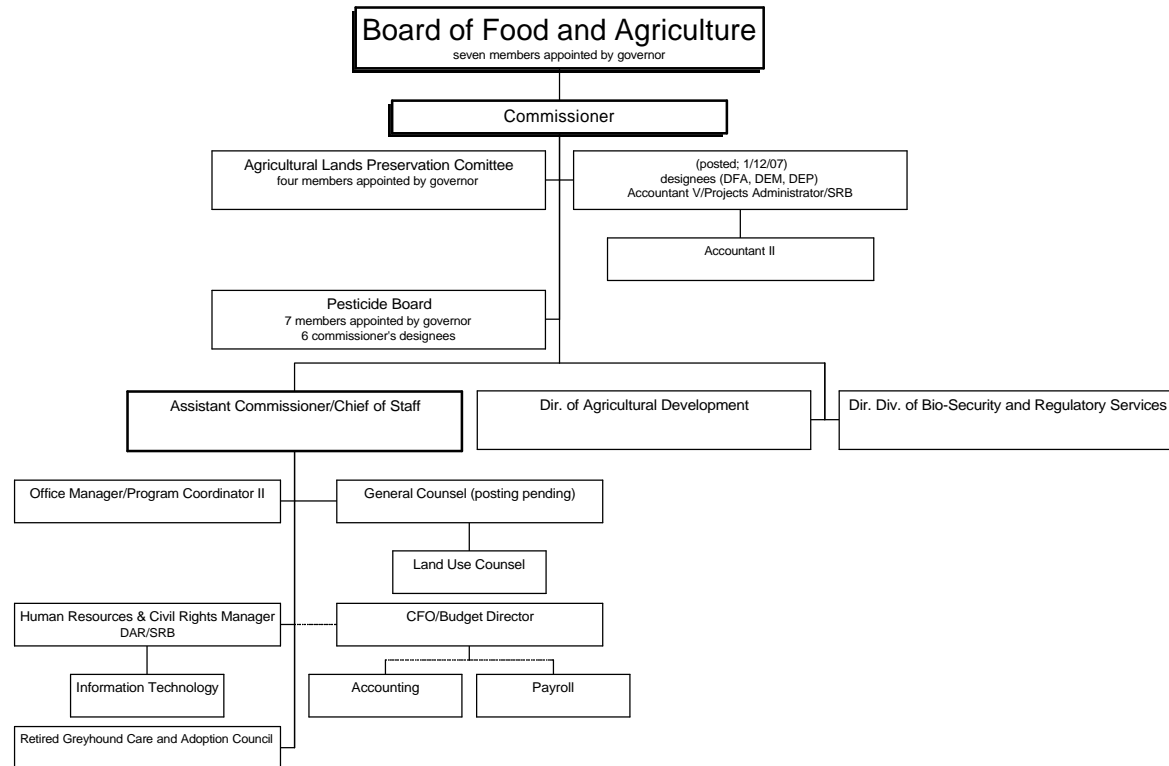 Board of Food and Agriculture
seven members appointed by governor
Commissioner
Agricultural Lands Preservation Comittee
four members appointed by governor
(posted; 1/12/07)
designees (DFA, DEM, DEP)
Accountant V/Projects Administrator/SRB
Accountant II
Pesticide Board
7 members appointed by governor
6 commissioner's designees
Assistant Commissioner/Chief of Staff
Dir. of Agricultural Development
Dir. Div. of Bio-Security and Regulatory Services
Office Manager/Program Coordinator II
General Counsel (posting pending)
Land Use Counsel
Human Resources & Civil Rights Manager
DAR/SRB
CFO/Budget Director
Information Technology
Accounting
Payroll
Retired Greyhound Care and Adoption Council